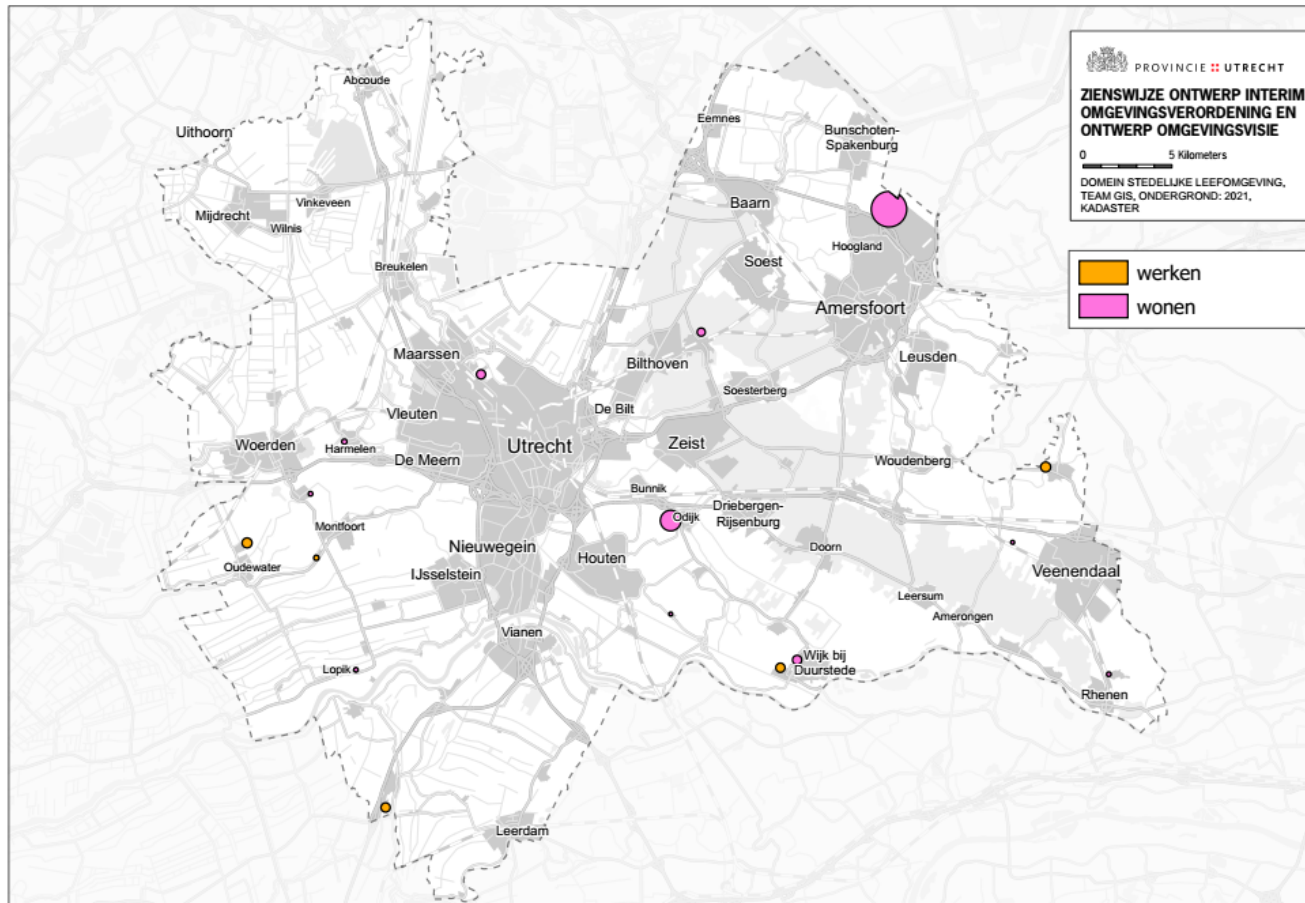 PROVINCIE UTRECHT
ZIENSWIJZE ONTWERP INTERIM
OMGEVINGSVERORDENING EN
ONTWERP OMGEVINGSVISIE
0 5 Kilometers
DOMEIN STEDELIJKE LEEFOMGEVING,
TEAM GIS, ONDERGROND: 2021,
KADASTER
werken
wonen
Abcoude
Uithoorn
Eemnes
Bunschoten-
Spakenburg
Mijdrecht
Vinkeveen
Wilnis
Baarn
Hoogland
Breukelen
Soest
Amersfoort
Maarssen
Bilthoven
Leusden
Soesterberg
Vleuten
De Bilt
Woerden
Harmelen
Utrecht
Zeist
De Meern
Woudenberg
Bunnik
Montfoort
Odijk
Driebergen-
Rijsenburg
Nieuwegein
Houten
Doorn
Oudewater
IJsselstein
Veenendaal
Leersum
Amerongen
Vianen
Lopik
Wijk bij
Duurstede
Rhenen
Leerdam